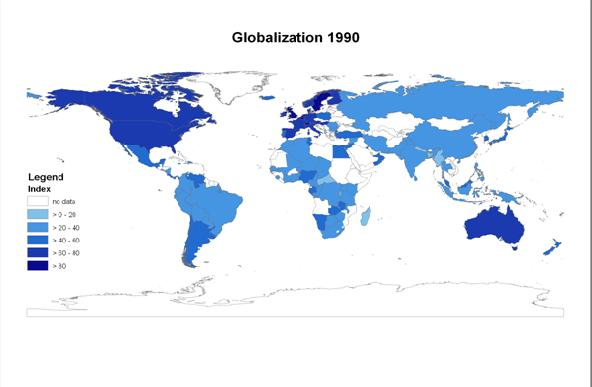 Globalization 1990
Legend
Index
no data
> 0 - 20
> 20 - 40
> 40 - 60
> 60 - 80
> 80